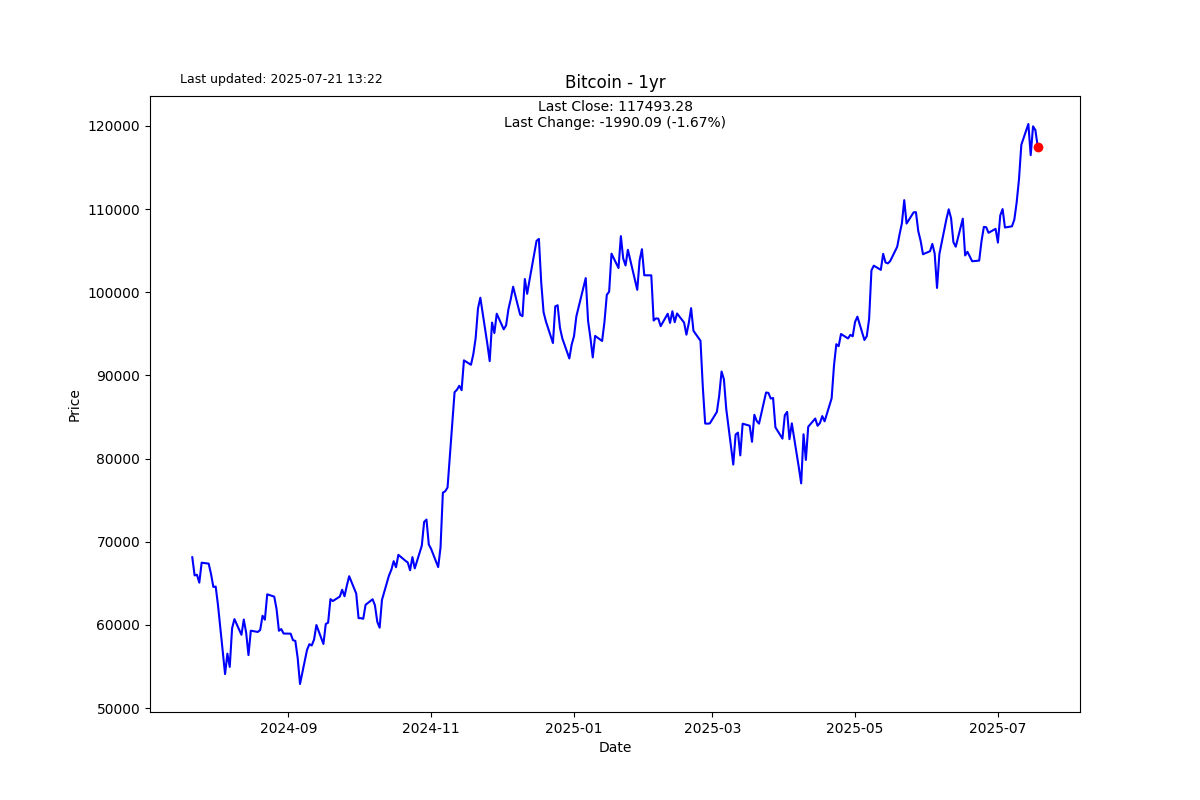 Last updated: 2025-07-21 13:22
Bitcoin - 1yr
Last Close: 117493.28
Last Change: -1990.09 (-1.67%)
120000
110000
100000
90000
80000
70000
60000
50000
Price
2024-09 2024-11 2025-01 2025-03 2025-05 2025-07
Date